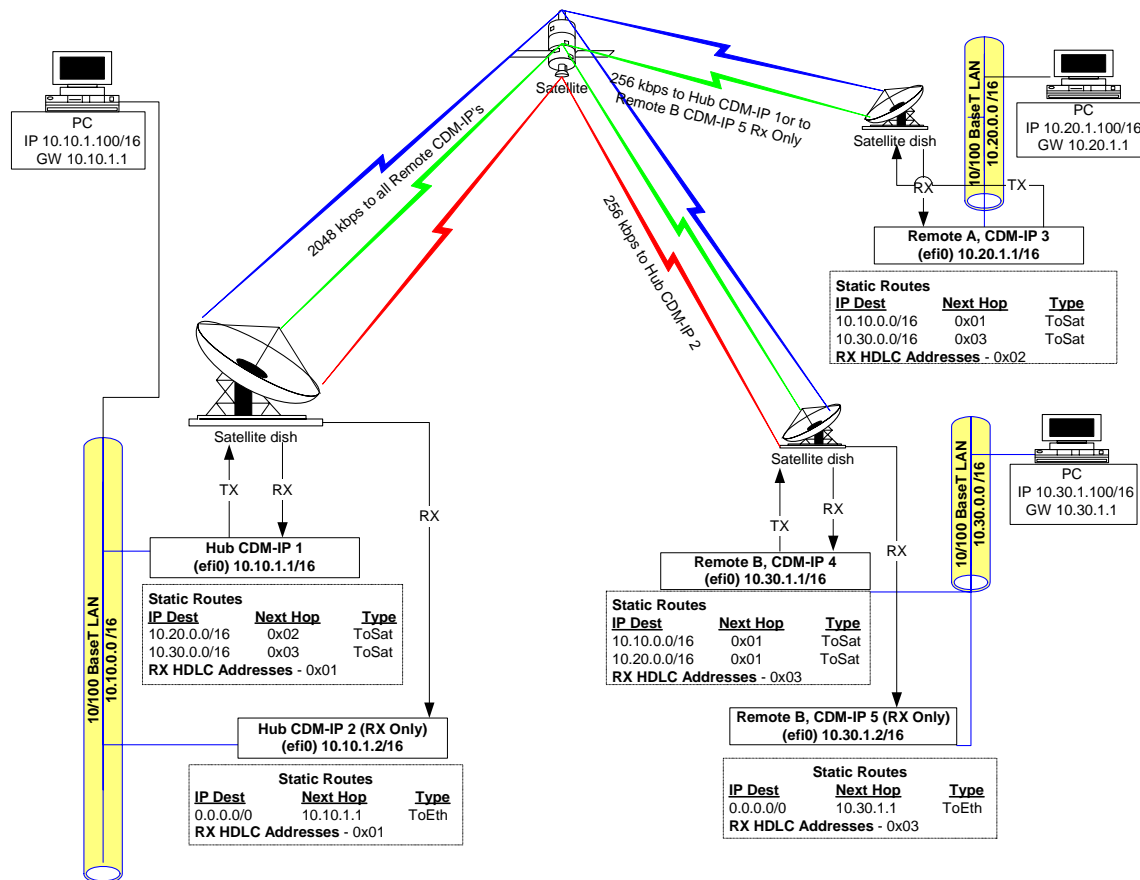 Satellite
2048 kbps to all Remote CDM-IP's
256 kbps to Hub CDM-IP 1or to
Remote B CDM-IP 5 Rx Only
256 kbps to Hub CDM-IP 2
PC
IP 10.10.1.100/16
GW 10.10.1.1
Satellite dish
TX
RX
RX
10/100 BaseT LAN
10.10.0.0 /16
Hub CDM-IP 1
(efi0) 10.10.1.1/16
Static Routes
IP Dest Next Hop Type
10.20.0.0/16 0x02 ToSat
10.30.0.0/16 0x03 ToSat
RX HDLC Addresses - 0x01
Hub CDM-IP 2 (RX Only)
(efi0) 10.10.1.2/16
Static Routes
IP Dest Next Hop Type
0.0.0.0/0 10.10.1.1 ToEth
RX HDLC Addresses - 0x01
Satellite dish
RX
TX
10/100 BaseT LAN
10.20.0.0 /16
PC
IP 10.20.1.100/16
GW 10.20.1.1
Remote A, CDM-IP 3
(efi0) 10.20.1.1/16
Static Routes
IP Dest Next Hop Type
10.10.0.0/16 0x01 ToSat
10.30.0.0/16 0x03 ToSat
RX HDLC Addresses - 0x02
Satellite dish
TX
RX
RX
10/100 BaseT LAN
10.30.0.0 /16
PC
IP 10.30.1.100/16
GW 10.30.1.1
Remote B, CDM-IP 4
(efi0) 10.30.1.1/16
Static Routes
IP Dest Next Hop Type
10.10.0.0/16 0x01 ToSat
10.20.0.0/16 0x01 ToSat
RX HDLC Addresses - 0x03
Remote B, CDM-IP 5 (RX Only)
(efi0) 10.30.1.2/16
Static Routes
IP Dest Next Hop Type
0.0.0.0/0 10.30.1.1 ToEth
RX HDLC Addresses - 0x03